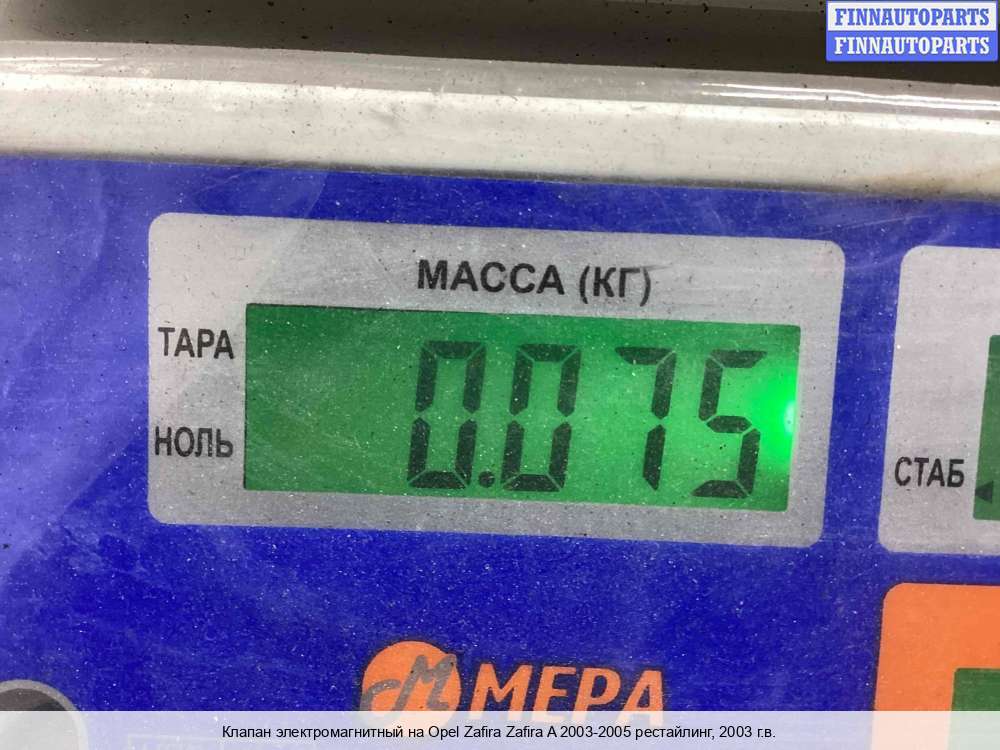 FINNAUTOPARTS
FINNAUTOPARTS
МАССА (КГ)
ТАРА
0.075
НОЛЬ
СТАБ
МЕРА
Клапан электромагнитный на Opel Zafira Zafira A 2003-2005 рестайлинг, 2003 г.в.